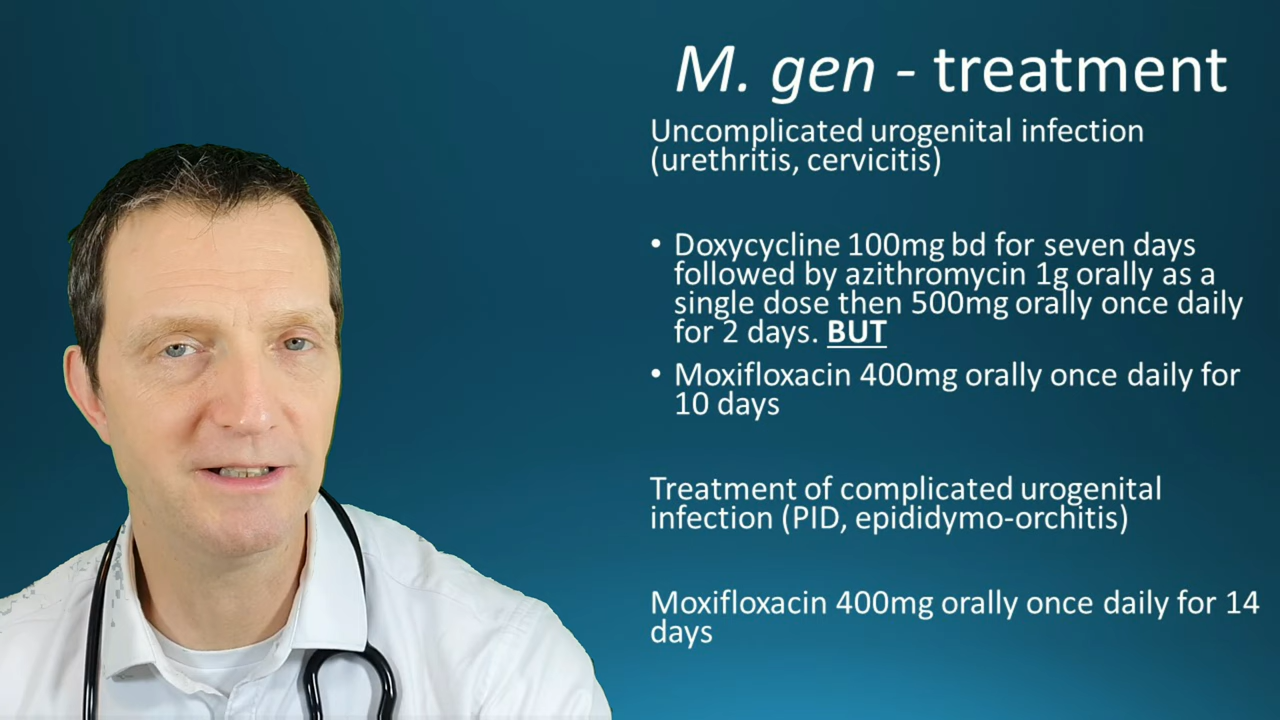 M. gen - treatment
Uncomplicated urogenital infection
(urethritis, cervicitis)
• Doxycycline 100mg bd for seven days
followed by azithromycin 1g orally as a
single dose then 500mg orally once daily
for 2 days. BUT
• Moxifloxacin 400mg orally once daily for
10 days
Treatment of complicated urogenital
infection (PID, epididymo-orchitis)
Moxifloxacin 400mg orally once daily for 14
days